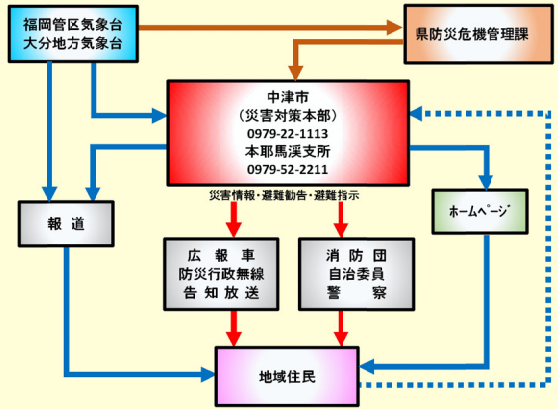 福岡管区気象台
大分地方気象台
県防災危機管理課
中津市
（災害対策本部）
0979-22-1113
本耶馬渓支所
0979-52-2211
災害情報・避難勧告・避難指示
報道
ﾎｰﾑﾍﾟｰｼﾞ
広報車
防災行政無線
告知放送
消防団
自治委員
警察
地域住民